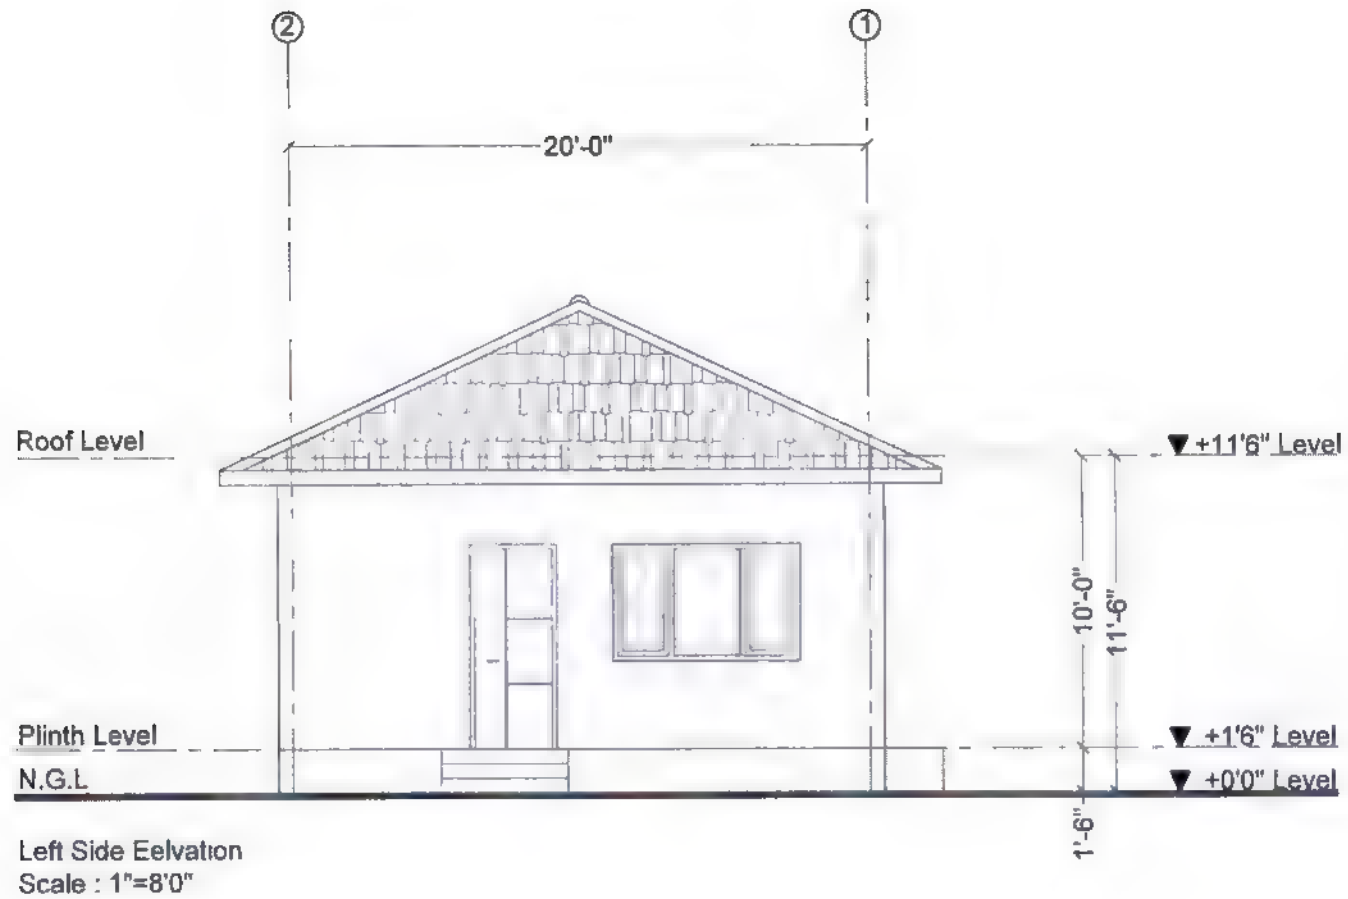 2
1
20'-0"
Roof Level
+11'6" Level
10'-0"
11'-6"
Plinth Level
+1'6" Level
N.G.L
+0'0" Level
1'-6"
Left Side Eelvation
Scale : 1"=8'0"